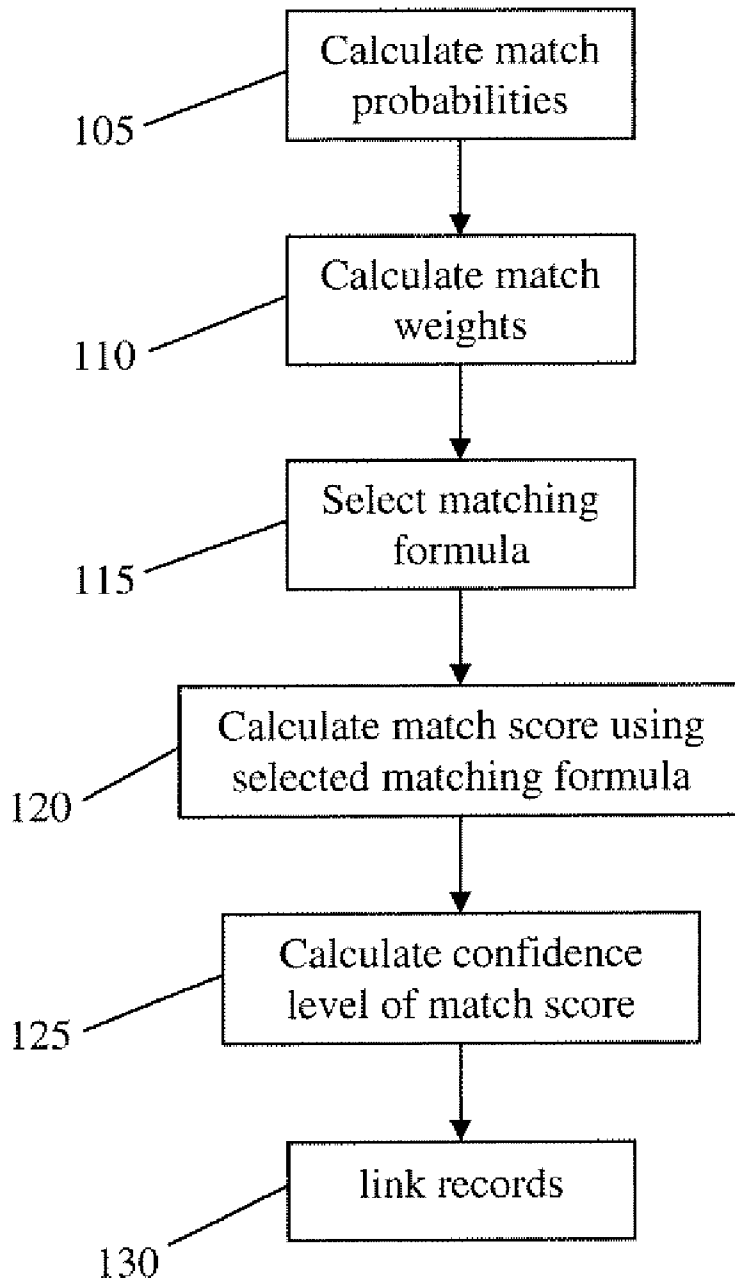 Calculate match
probabilities
105
Calculate match
weights
110
Select matching
formula
115
Calculate match score using
selected matching formula
120
Calculate confidence
level of match score
125
link records
130